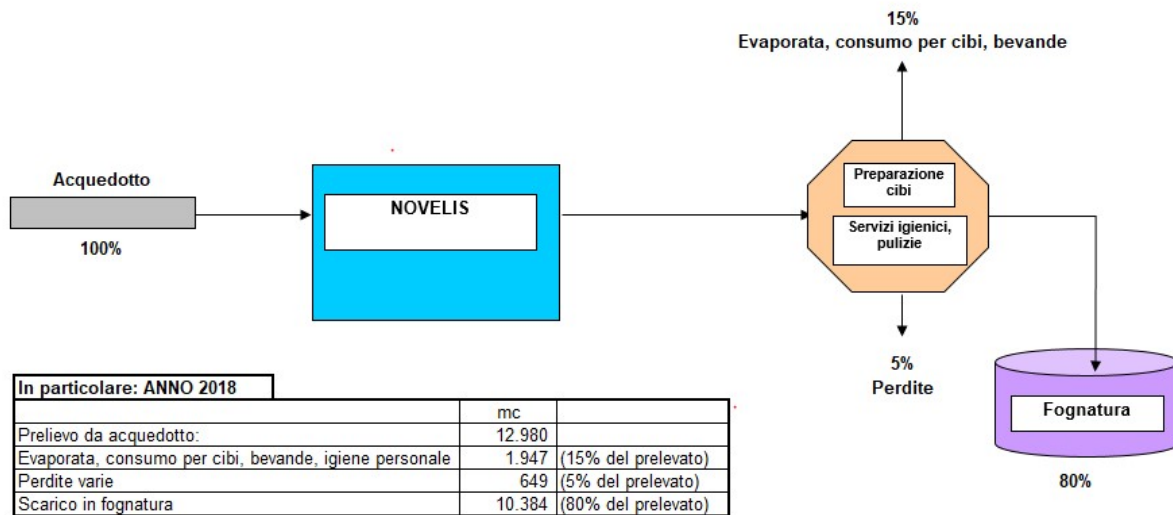 15%
Evaporata, consumo per cibi, bevande
Acquedotto
100%
NOVELIS
Preparazione
cibi
Servizi igienici,
pulizie
5%
Perdite
Fognatura
80%
In particolare: ANNO 2018
mc
Prelievo da acquedotto: 12.980
Evaporata, consumo per cibi, bevande, igiene personale 1.947 (15% del prelevato)
Perdite varie 649 (5% del prelevato)
Scarico in fognatura 10.384 (80% del prelevato)